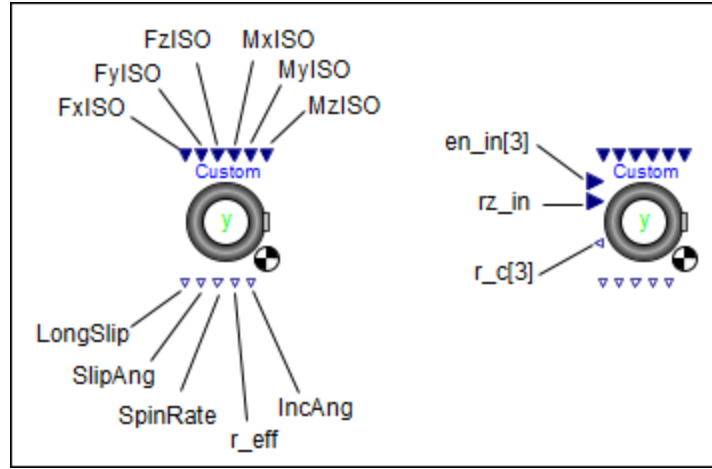 FzISO MxISO
FyISO MyISO
FxISO MzISO
Custom
y
LongSlip
SlipAng
SpinRate IncAng
r_eff
en_in[3]
Custom
rz_in
y
r_c[3]